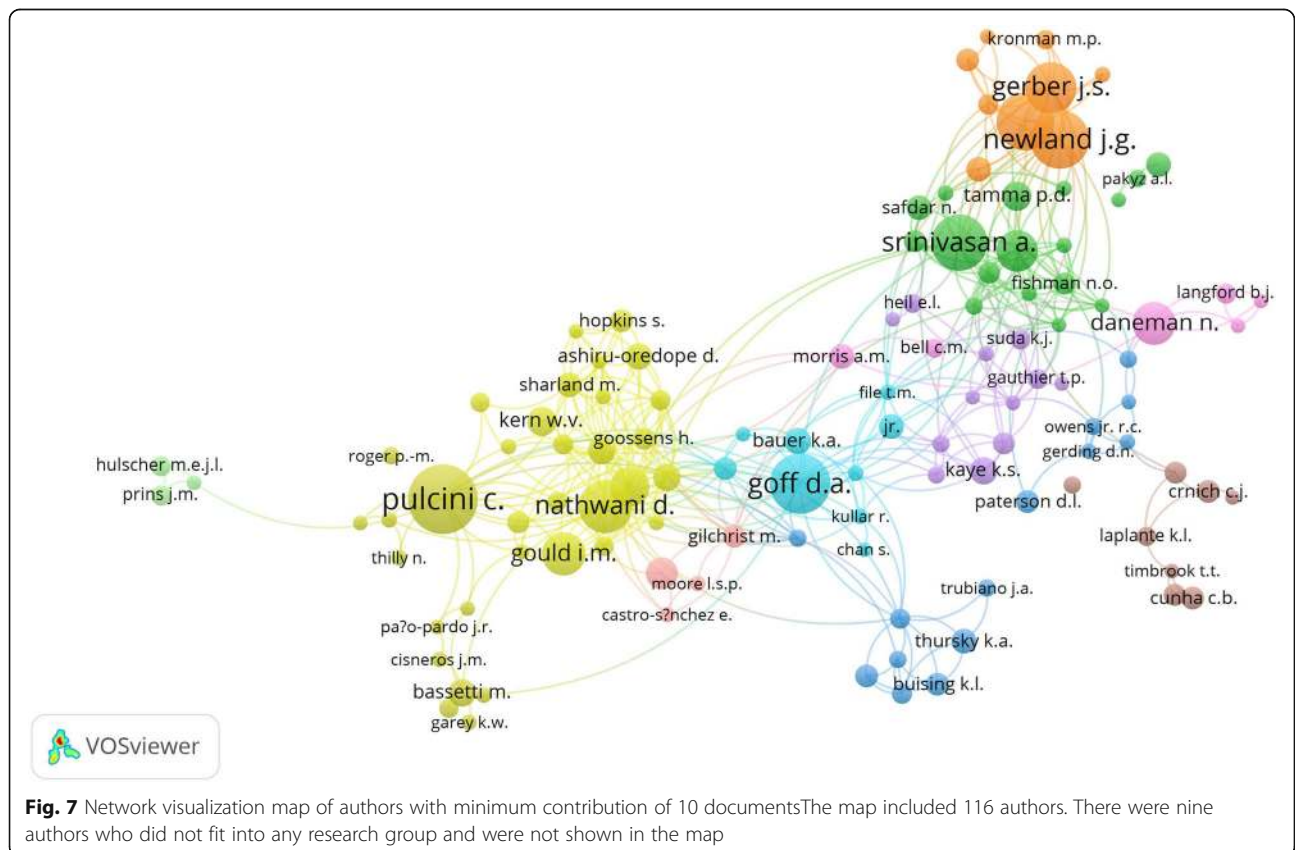 kronman m.p.
gerber j.s.
newland j.g.
pakyz a.l.
tamma p.d.
safdar n.
srinivasan a.
fishman n.o.
langford b.j.
heil e.l.
daneman n.
hopkins s.
suda k.j.
bell c.m.
ashiru-oredope d.
morris a.m.
gauthier t.p.
sharland m.
file t.m.
kern w.v.
jr.
owens jr. r.c.
goossens h.
bauer k.a.
gerding d.n.
roger p.-m.
hulscher m.e.j.l.
kaye k.s.
goff d.a.
crnich c.j.
prins j.m.
pulcini c.
nathwani d.
paterson d.l.
kullar r.
gilchrist m.
laplante k.l.
chan s.
gould i.m.
thilly n.
timbrook t.t.
moore l.s.p.
trubiano j.a.
cunha c.b.
castro-s?nchez e.
pa?o-pardo j.r.
thursky k.a.
cisneros j.m.
buising k.l.
bassetti m.
garey k.w.
VOSviewer
Fig. 7 Network visualization map of authors with minimum contribution of 10 documentsThe map included 116 authors. There were nine
authors who did not fit into any research group and were not shown in the map